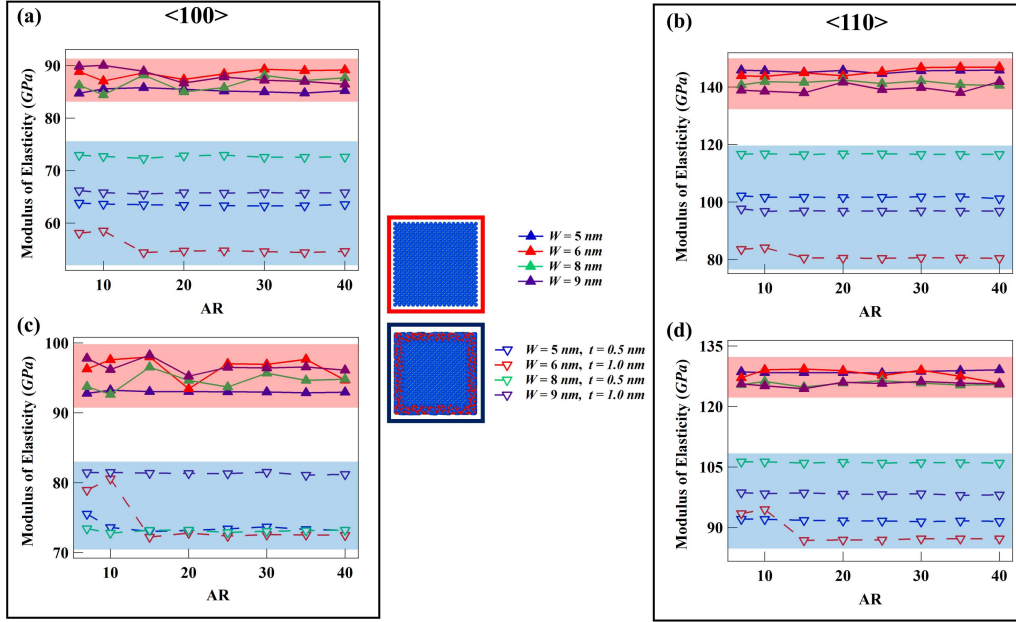 (a)
<100>
90
80
70
60
Modulus of Elasticity (GPa)
10
20
30
40
AR
(c)
100
90
80
70
Modulus of Elasticity (GPa)
10
20
30
40
AR
W = 5 nm
W = 6 nm
W = 8 nm
W = 9 nm
W = 5 nm, t = 0.5 nm
W = 6 nm, t = 1.0 nm
W = 8 nm, t = 0.5 nm
W = 9 nm, t = 1.0 nm
(b)
<110>
140
120
100
80
Modulus of Elasticity (GPa)
10
20
30
40
AR
(d)
135
120
105
90
Modulus of Elasticity (GPa)
10
20
30
40
AR